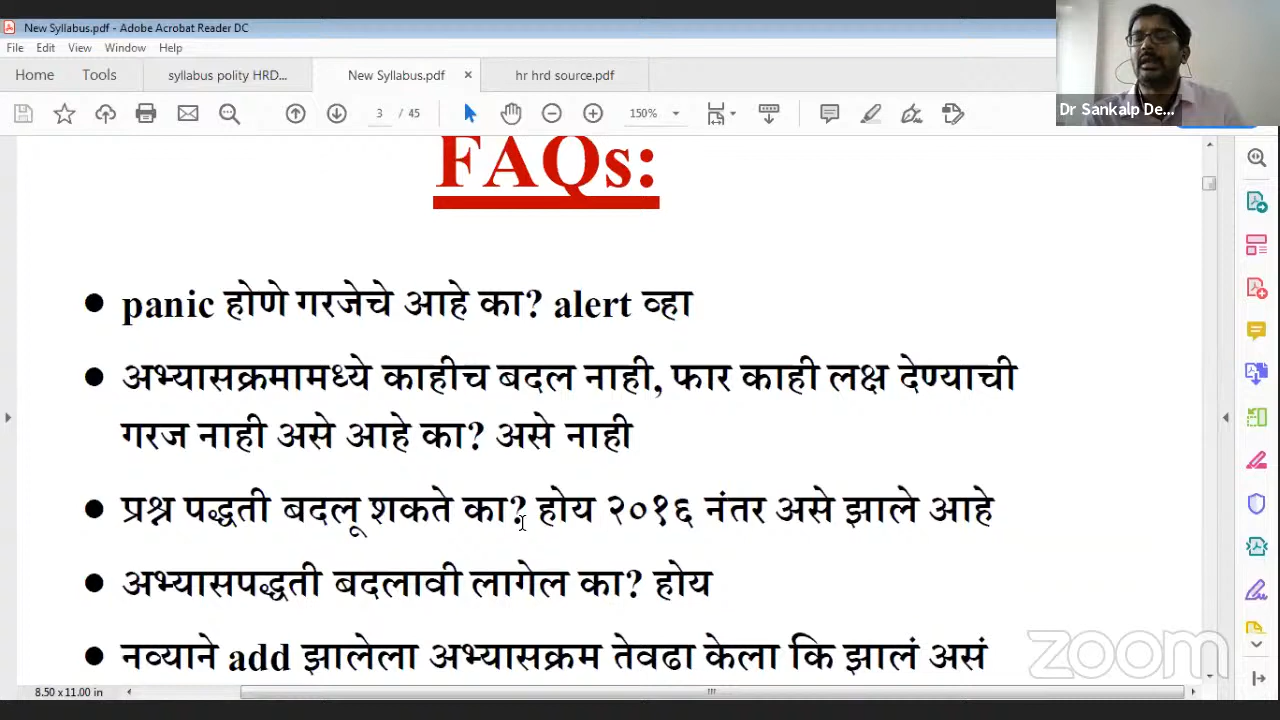 New Syllabus.pdf - Adobe Acrobat Reader DC
File Edit View Window Help
Home Tools syllabus polity HRD... New Syllabus.pdf × hr hrd source.pdf
3 / 45 150%
Dr Sankalp De...
FAQs:
● panic होणे गरजेचे आहे का? alert व्हा
● अभ्यासक्रमामध्ये काहीच बदल नाही, फार काही लक्ष देण्याची
गरज नाही असे आहे का? असे नाही
● प्रश्न पद्धती बदलू शकते का? होय २०१६ नंतर असे झाले आहे
● अभ्यासपद्धती बदलावी लागेल का? होय
● नव्याने add झालेला अभ्यासक्रम तेवढा केला कि झालं असं
zoom
8.50 x 11.00 in